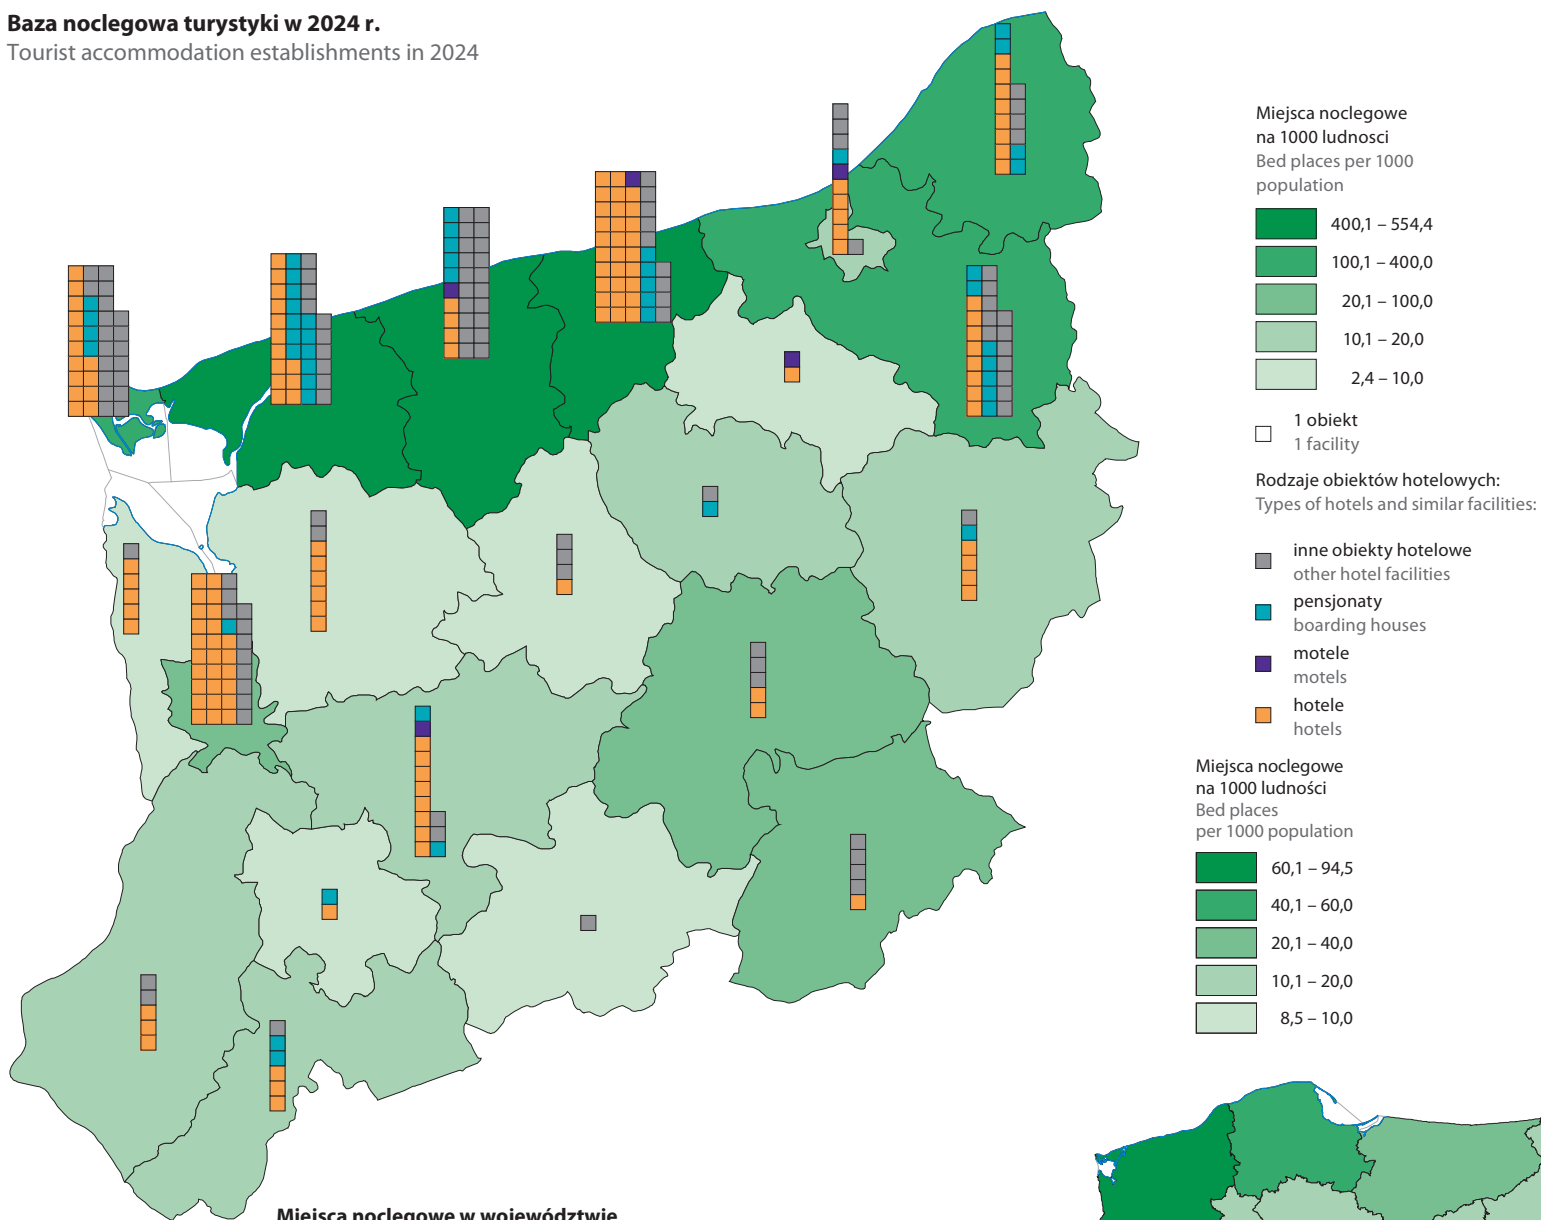 Baza noclegowa turystyki w 2024 r.
Tourist accommodation establishments in 2024
Miejsca noclegowe
na 1000 ludnosci
Bed places per 1000
population
400,1 – 554,4
100,1 – 400,0
20,1 – 100,0
10,1 – 20,0
2,4 – 10,0
1 obiekt
1 facility
Rodzaje obiektów hotelowych:
Types of hotels and similar facilities:
inne obiekty hotelowe
other hotel facilities
pensjonaty
boarding houses
motele
motels
hotele
hotels
Miejsca noclegowe
na 1000 ludności
Bed places
per 1000 population
60,1 – 94,5
40,1 – 60,0
20,1 – 40,0
10,1 – 20,0
8,5 – 10,0
Miejsca noclegowe w województwie